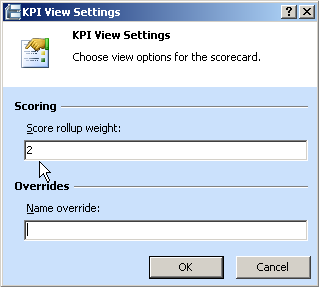 KPI View Settings
KPI View Settings
Choose view options for the scorecard.
Scoring
Score rollup weight:
2
Overrides
Name override:
OK
Cancel